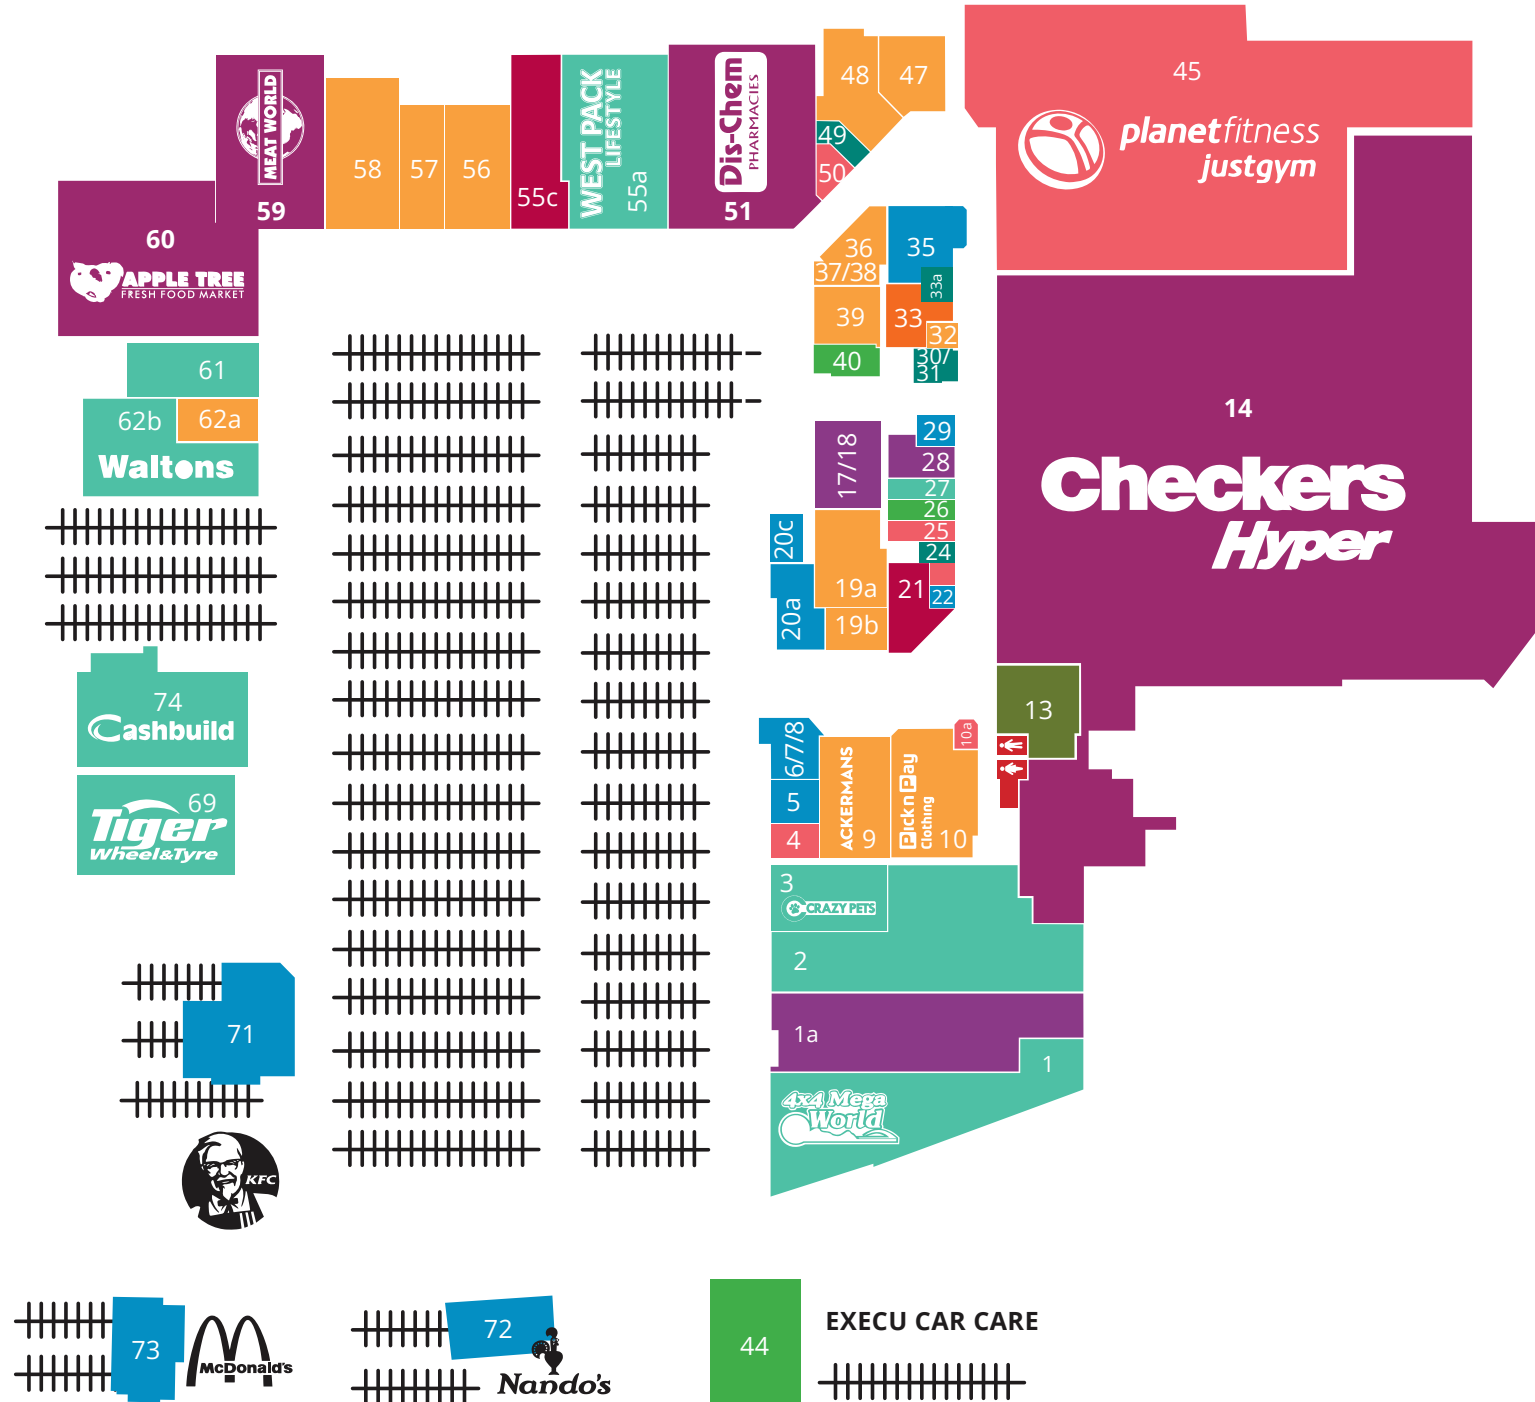 45
planetfitness
justgym
48
47
49
50
Dis-Chem
PHARMACIES
51
WEST PACK
LIFESTYLE
55a
55c
56
57
58
MEAT WORLD
59
60
APPLE TREE
FRESH FOOD MARKET
61
62b
62a
Waltons
36
35
37/38
33a
39
33
32
40
30/
31
14
Checkers
Hyper
17/18
29
28
27
26
25
24
20c
19a
21
22
20a
19b
74
Cashbuild
69
Tiger
Wheel&Tyre
13
6/7/8
5
4
ACKERMANS
9
Pick n Pay
Clothing
10
10a
3
CRAZY PETS
2
1a
1
4x4 Mega
World
71
KFC
73
McDonald's
72
Nando's
44
EXECU CAR CARE